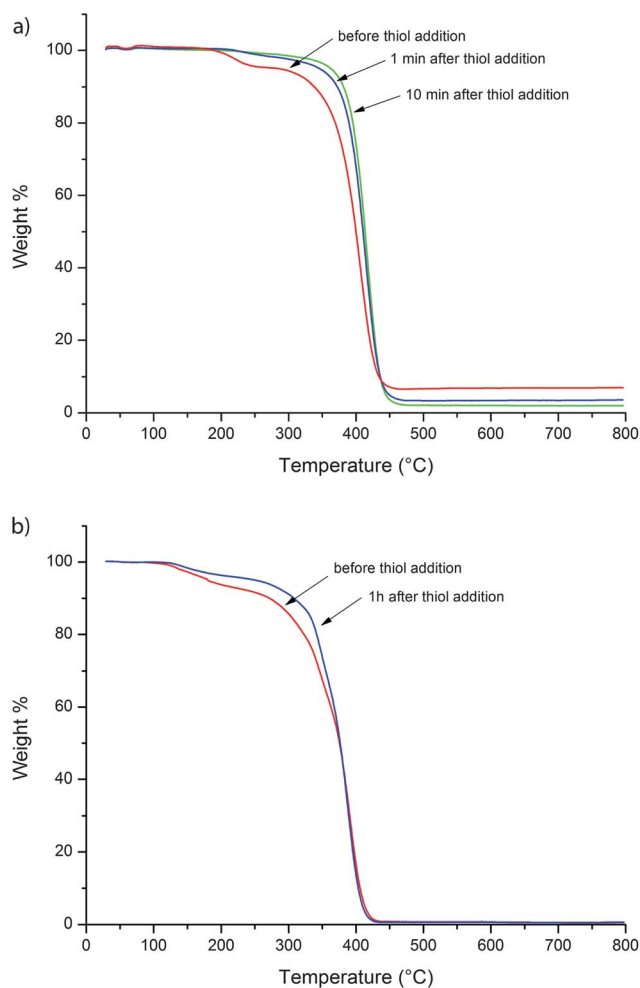 a)
before thiol addition
1 min after thiol addition
10 min after thiol addition
100
80
60
40
20
0
Weight %
0 100 200 300 400 500 600 700 800
Temperature (°C)
b)
before thiol addition
1h after thiol addition
100
80
60
40
20
0
Weight %
0 100 200 300 400 500 600 700 800
Temperature (°C)